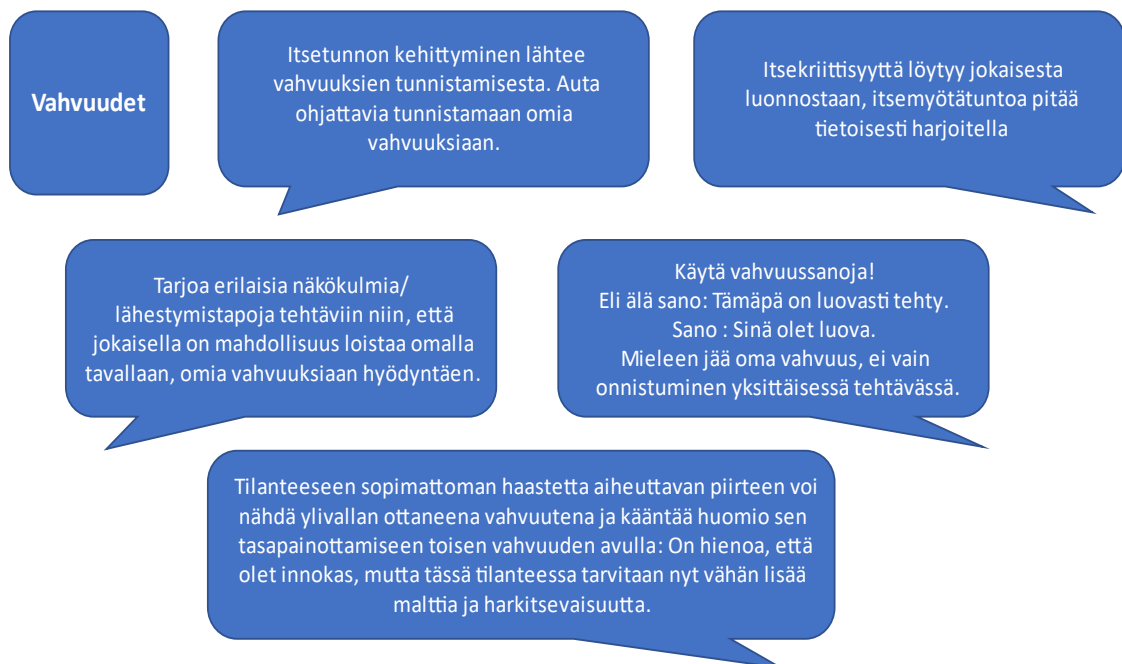 Vahvuudet
Itsetunnon kehittyminen lähtee
vahvuuksien tunnistamisesta. Auta
ohjattavia tunnistamaan omia
vahvuuksiaan.
Itsekriittisyyttä löytyy jokaisesta
luonnostaan, itsemyötätuntoa pitää
tietoisesti harjoitella
Tarjoa erilaisia näkökulmia/
lähestymistapoja tehtäviin niin, että
jokaisella on mahdollisuus loistaa omalla
tavallaan, omia vahvuuksiaan hyödyntäen.
Käytä vahvuussanoja!
Eli älä sano: Tämäpä on luovasti tehty.
Sano : Sinä olet luova.
Mieleen jää oma vahvuus, ei vain
onnistuminen yksittäisessä tehtävässä.
Tilanteeseen sopimattoman haastetta aiheuttavan piirteen voi
nähdä ylivallan ottaneena vahvuutena ja kääntää huomio sen
tasapainottamiseen toisen vahvuuden avulla: On hienoa, että
olet innokas, mutta tässä tilanteessa tarvitaan nyt vähän lisää
malttia ja harkitsevaisuutta.